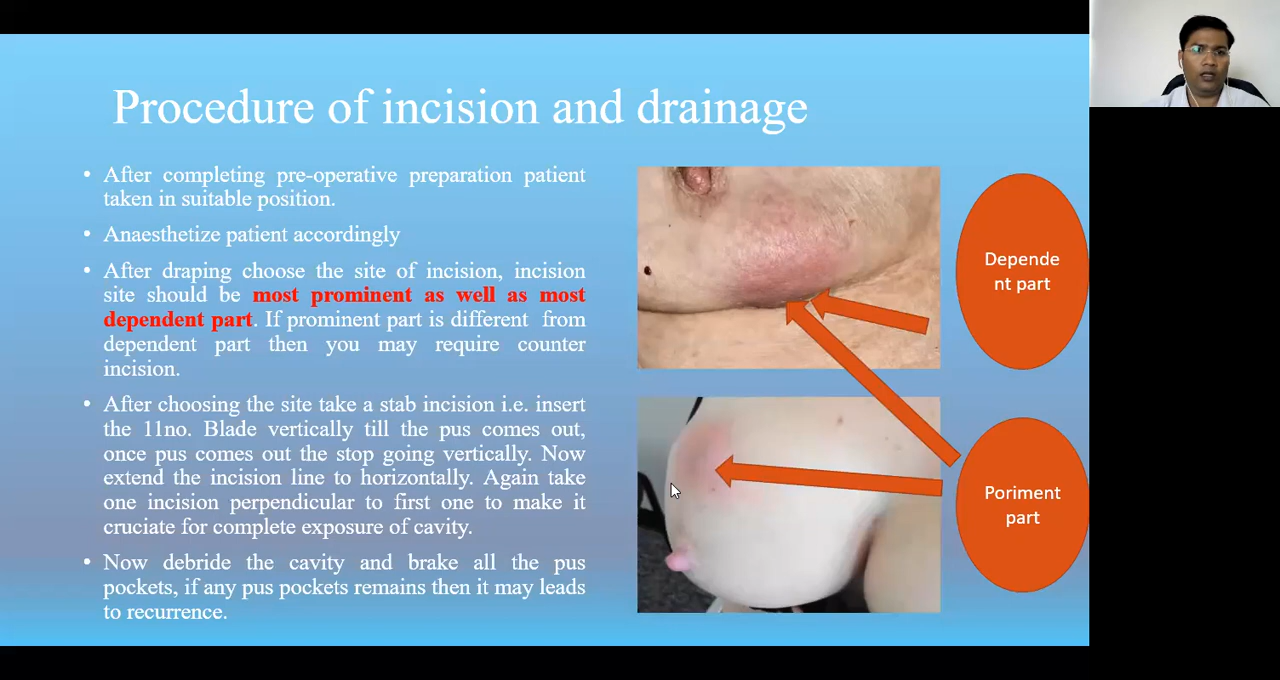 Procedure of incision and drainage
• After completing pre-operative preparation patient
taken in suitable position.
• Anaesthetize patient accordingly
• After draping choose the site of incision, incision
site should be most prominent as well as most
dependent part. If prominent part is different from
dependent part then you may require counter
incision.
• After choosing the site take a stab incision i.e. insert
the 11no. Blade vertically till the pus comes out,
once pus comes out the stop going vertically. Now
extend the incision line to horizontally. Again take
one incision perpendicular to first one to make it
cruciate for complete exposure of cavity.
• Now debride the cavity and brake all the pus
pockets, if any pus pockets remains then it may leads
to recurrence.
Depende
nt part
Poriment
part